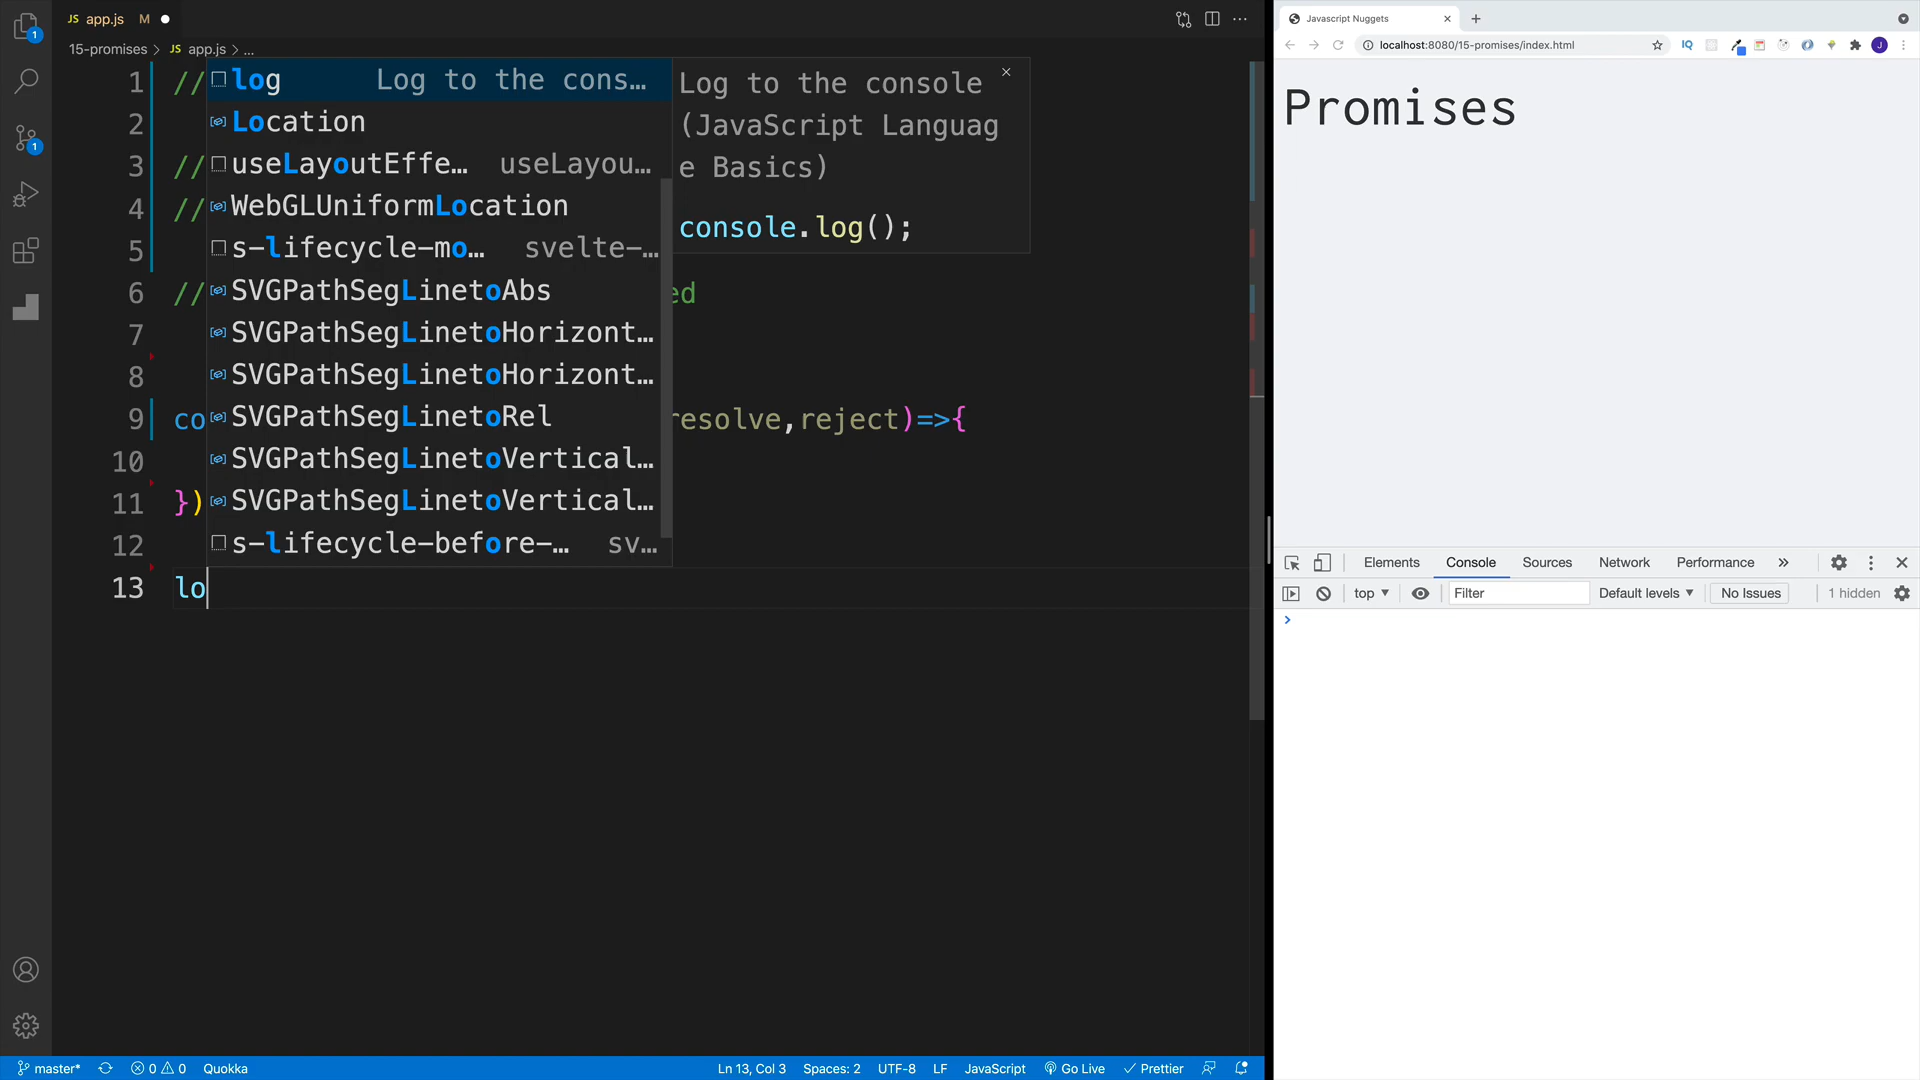 JS app.js M
15-promises > JS app.js > ...
1 //
2
3 //
4 //
5
6 // ed
7
8
9 co resolve,reject)=>{
10
11 })
12
13 lo
log Log to the cons…
Location
useLayoutEffe… useLayou…
WebGLUniformLocation
s-lifecycle-mo… svelte-…
SVGPathSegLinetoAbs
SVGPathSegLinetoHorizont…
SVGPathSegLinetoHorizont…
SVGPathSegLinetoRel
SVGPathSegLinetoVertical…
SVGPathSegLinetoVertical…
s-lifecycle-before-… sv…
Log to the console
(JavaScript Languag
e Basics)
console.log();
1
1
master* 0 0 Quokka Ln 13, Col 3 Spaces: 2 UTF-8 LF JavaScript Go Live Prettier
Javascript Nuggets
localhost:8080/15-promises/index.html IQ J
Promises
Elements Console Sources Network Performance
top Filter Default levels No Issues 1 hidden